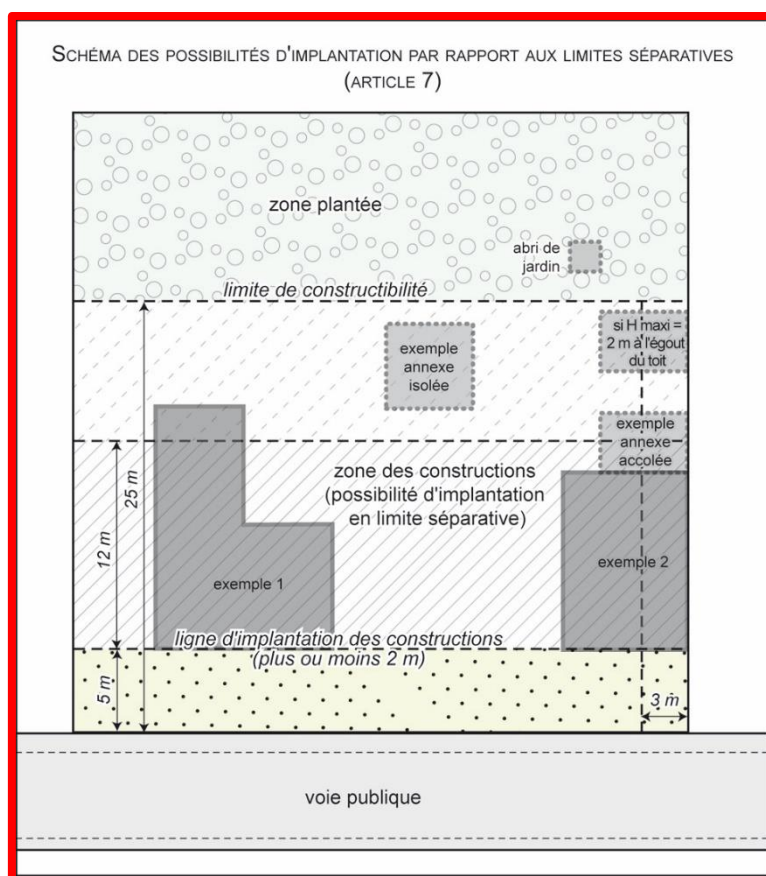 SCHÉMA DES POSSIBILITÉS D'IMPLANTATION PAR RAPPORT AUX LIMITES SÉPARATIVES
(ARTICLE 7)
zone plantée
abri de
jardin
limite de constructibilité
si H maxi =
2 m à l'égout
du toit
exemple
annexe
isolée
exemple
annexe
accolée
25 m
12 m
zone des constructions
(possibilité d'implantation
en limite séparative)
exemple 1
exemple 2
ligne d'implantation des constructions
(plus ou moins 2 m)
5 m
3 m
voie publique